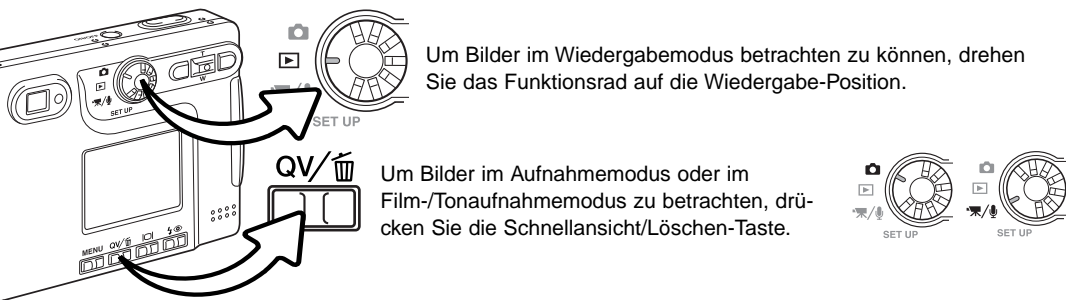 ON/OFF
T
W
SET UP
MENU QV/
SET UP
Um Bilder im Wiedergabemodus betrachten zu können, drehen
Sie das Funktionsrad auf die Wiedergabe-Position.
QV/
Um Bilder im Aufnahmemodus oder im
Film-/Tonaufnahmemodus zu betrachten, drü-
cken Sie die Schnellansicht/Löschen-Taste.
SET UP
SET UP